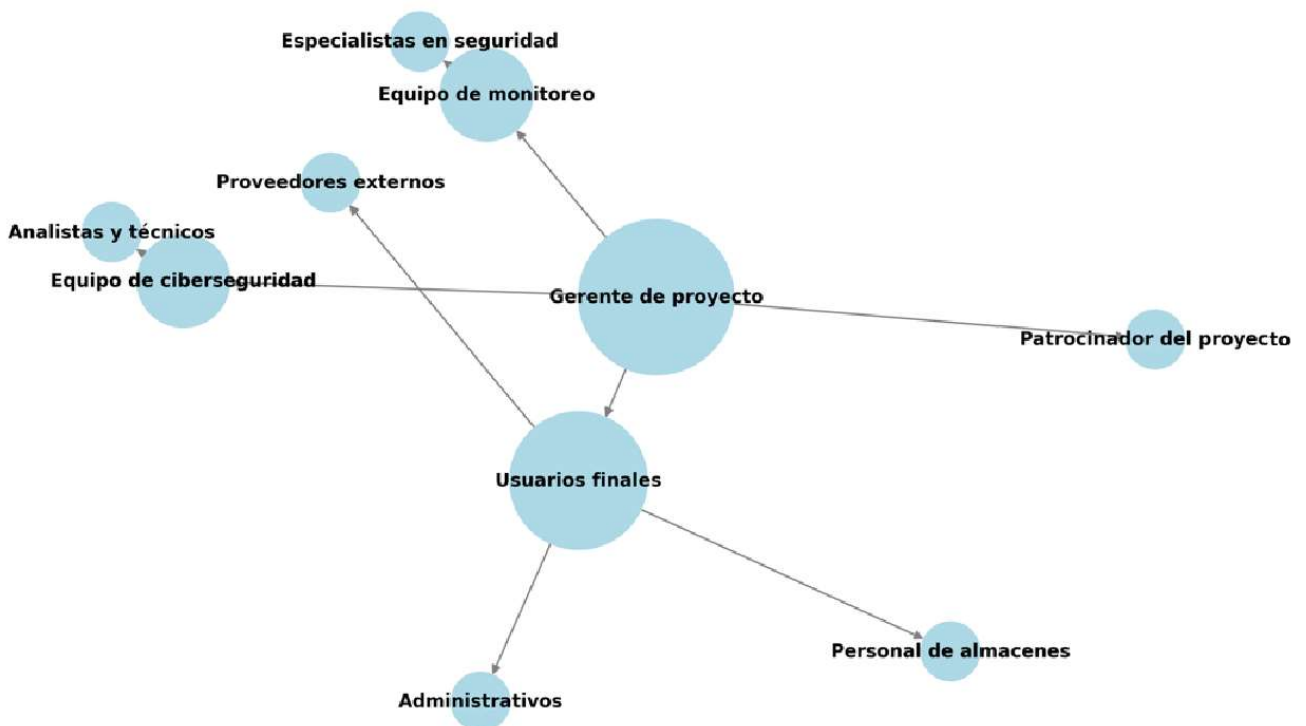 Especialistas en seguridad
Equipo de monitoreo
Proveedores externos
Analistas y técnicos
Equipo de ciberseguridad
Gerente de proyecto
Patrocinador del proyecto
Usuarios finales
Personal de almacenes
Administrativos